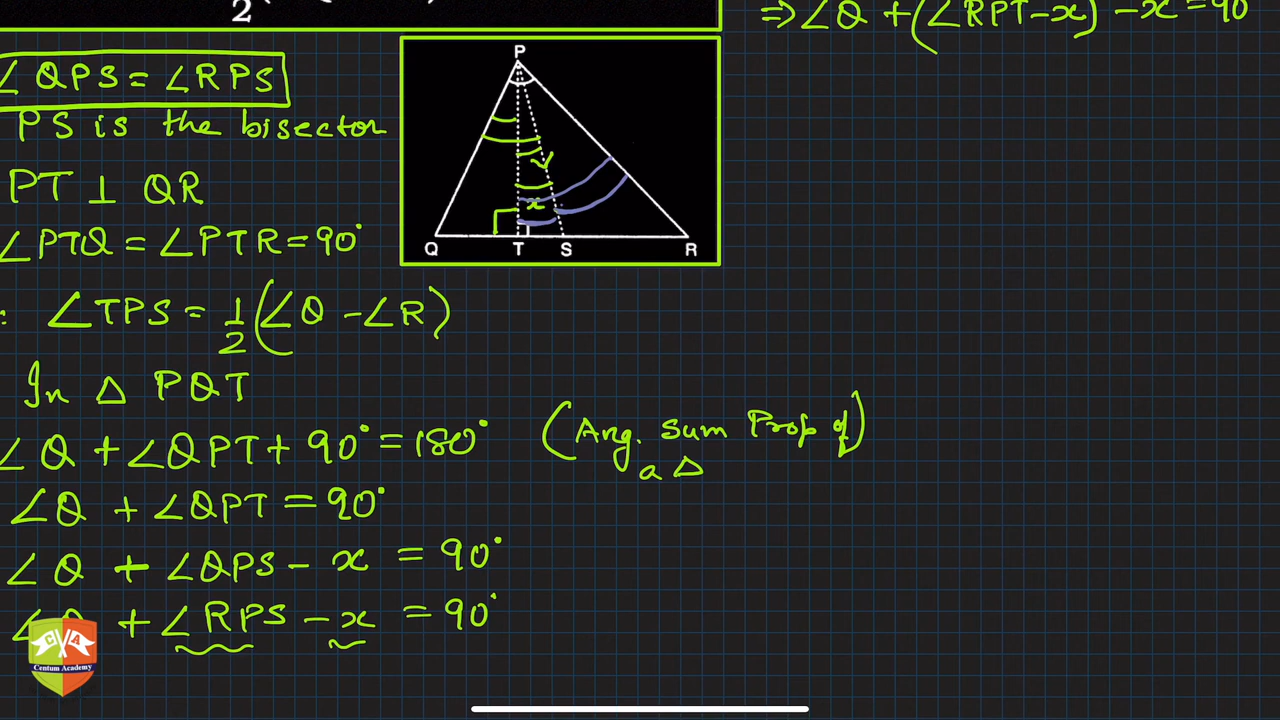 1/2
⇒∠Q + (∠RPT-x) - x = 90
∠QPS = ∠RPS
PS is the bisector
PT ⊥ QR
∠PTQ = ∠PTR = 90°
: ∠TPS = 1/2 (∠Q - ∠R)
In △ PQT
∠Q + ∠QPT + 90° = 180° (Ang. Sum Prop of a △)
∠Q + ∠QPT = 90°
∠Q + ∠QPS - x = 90°
∠Q + ∠RPS - x = 90°
P
y
x
Q T S R
C A
Centum Academy